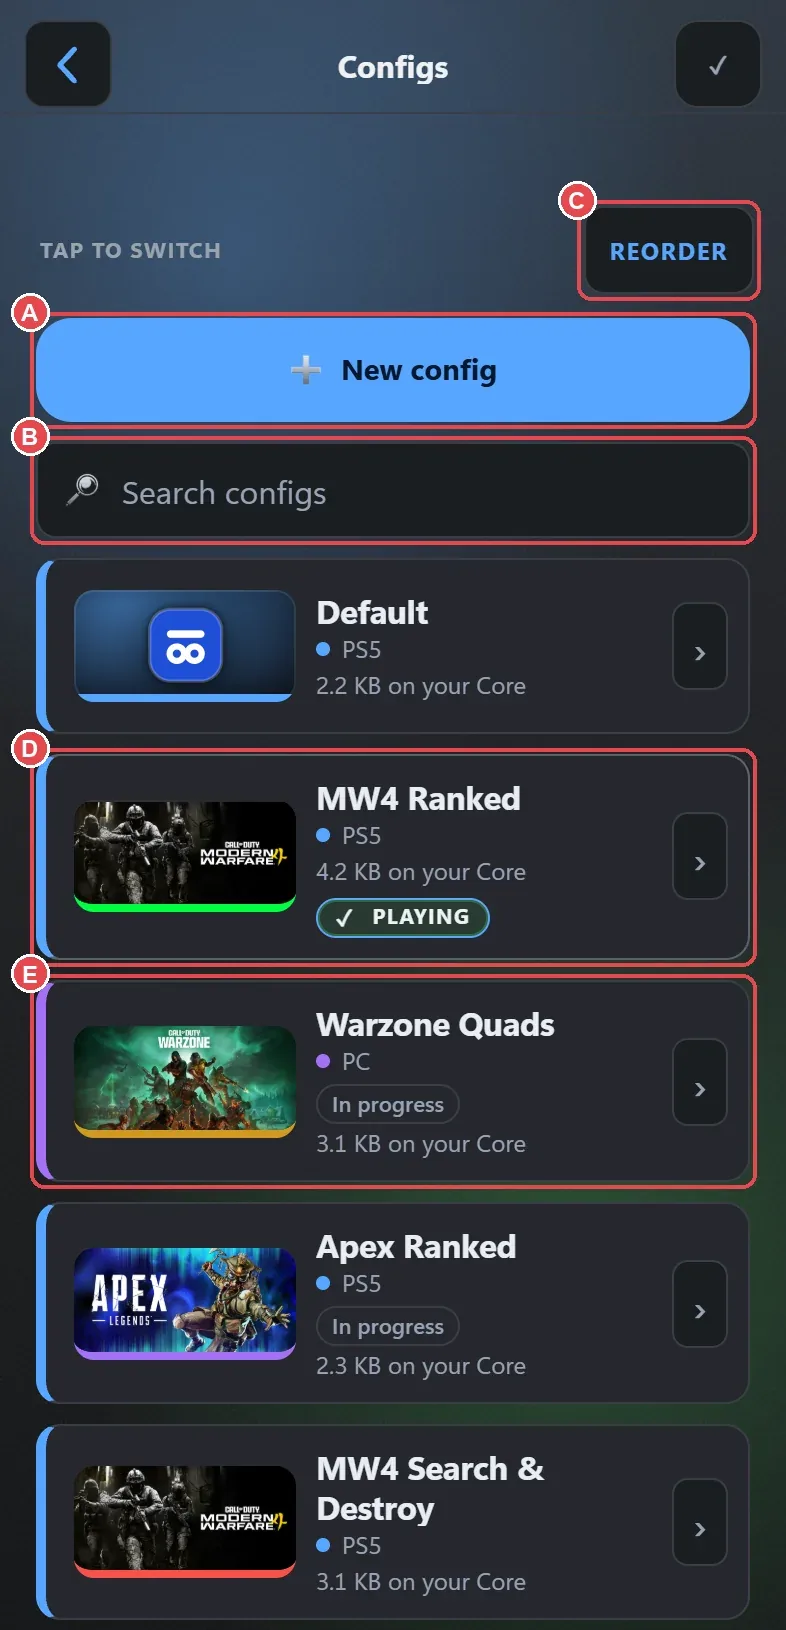 Configs
✓
C
TAP TO SWITCH
REORDER
A
➕ New config
B
Search configs
Default
PS5
2.2 KB on your Core
›
D
MW4 Ranked
PS5
4.2 KB on your Core
✓ PLAYING
CALL OF DUTY
MODERN
WARFARE 4
›
E
Warzone Quads
PC
In progress
3.1 KB on your Core
CALL OF DUTY
WARZONE
›
Apex Ranked
PS5
In progress
2.3 KB on your Core
APEX
LEGENDS
›
MW4 Search &
Destroy
PS5
3.1 KB on your Core
CALL OF DUTY
MODERN
WARFARE 4
›